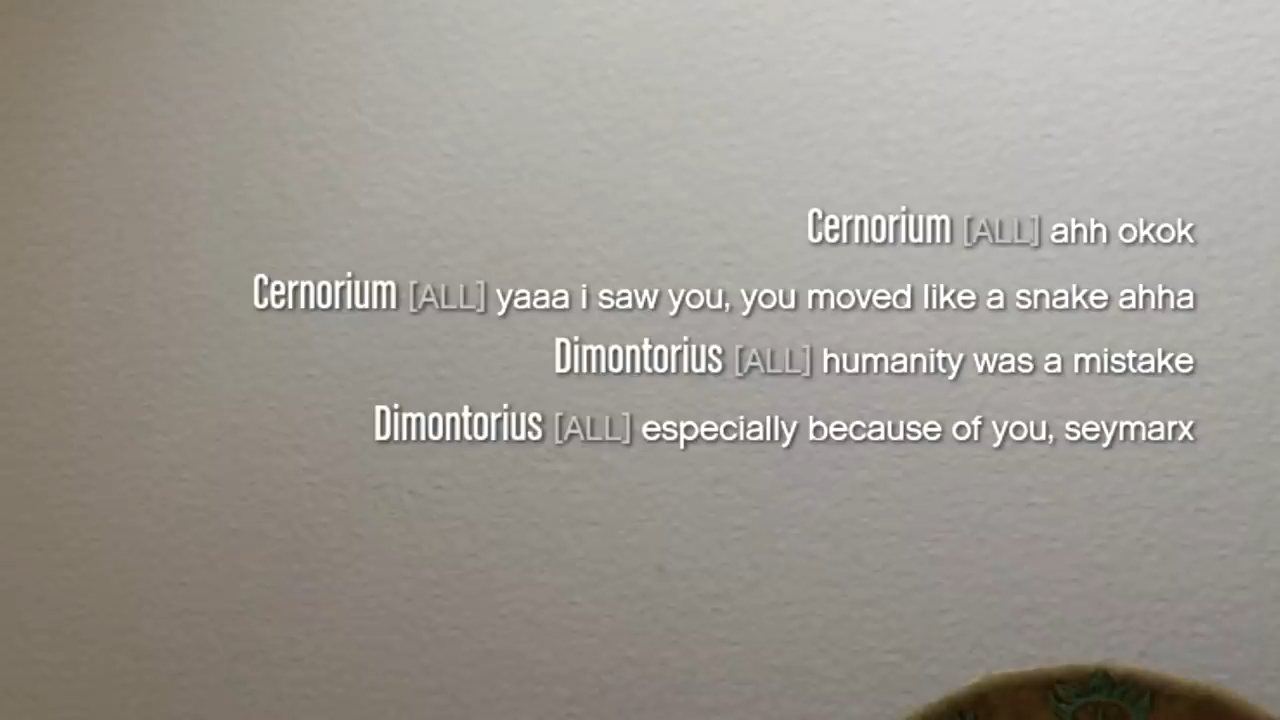 Cernorium [ALL] ahh okok
Cernorium [ALL] yaaa i saw you, you moved like a snake ahha
Dimontorius [ALL] humanity was a mistake
Dimontorius [ALL] especially because of you, seymarx